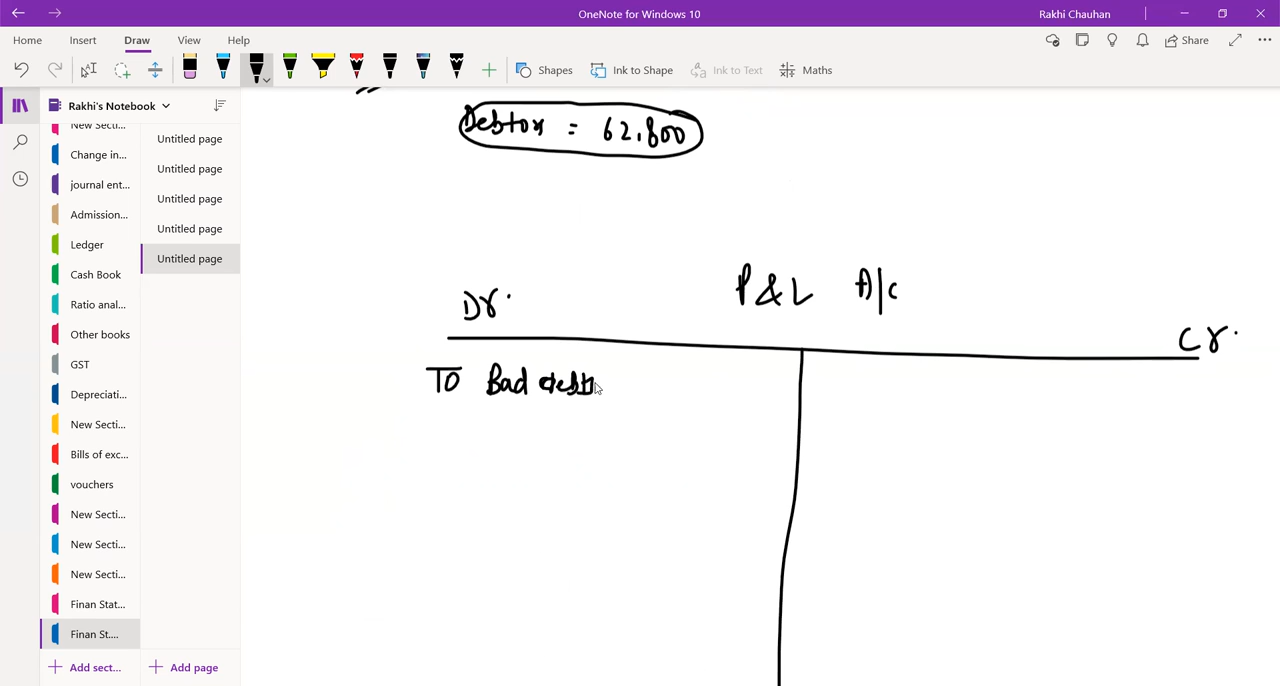 OneNote for Windows 10
Rakhi Chauhan
Home
Insert
Draw
View
Help
Share
Shapes
Ink to Shape
Ink to Text
Maths
Rakhi's Notebook
New Secti...
Change in...
journal ent...
Admission...
Ledger
Cash Book
Ratio anal...
Other books
GST
Depreciati...
New Secti...
Bills of exc...
vouchers
New Secti...
New Secti...
New Secti...
Finan Stat...
Finan St....
Add sect...
Untitled page
Untitled page
Untitled page
Untitled page
Untitled page
Add page
Debtor = 62,800
P & L A/c
Dr.
Cr.
TO Bad debt